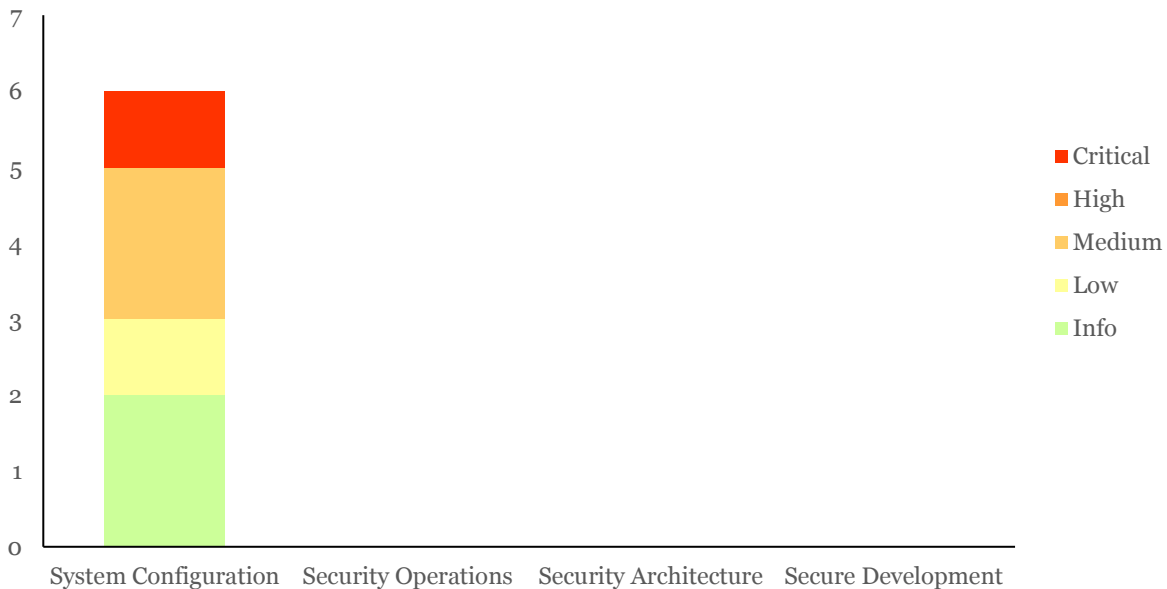 7
6
5
4
3
2
1
0
System Configuration Security Operations Security Architecture Secure Development
Critical
High
Medium
Low
Info